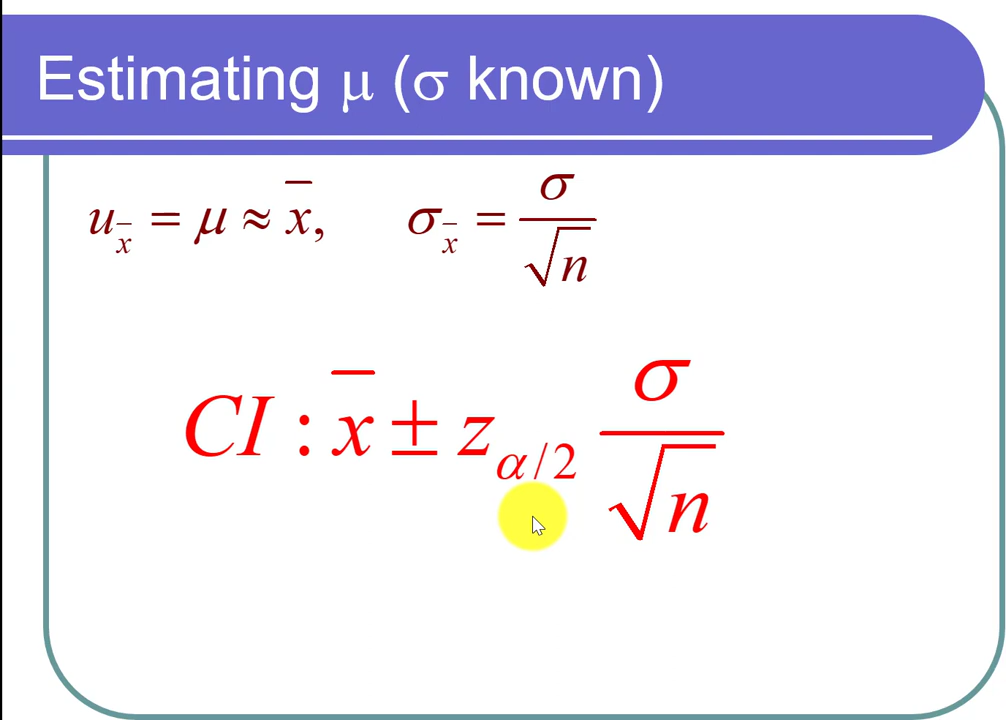 Estimating μ (σ known)
u_x̄ = μ ≈ x̄, σ_x̄ = σ/√n
CI : x̄ ± z_α/2 σ/√n